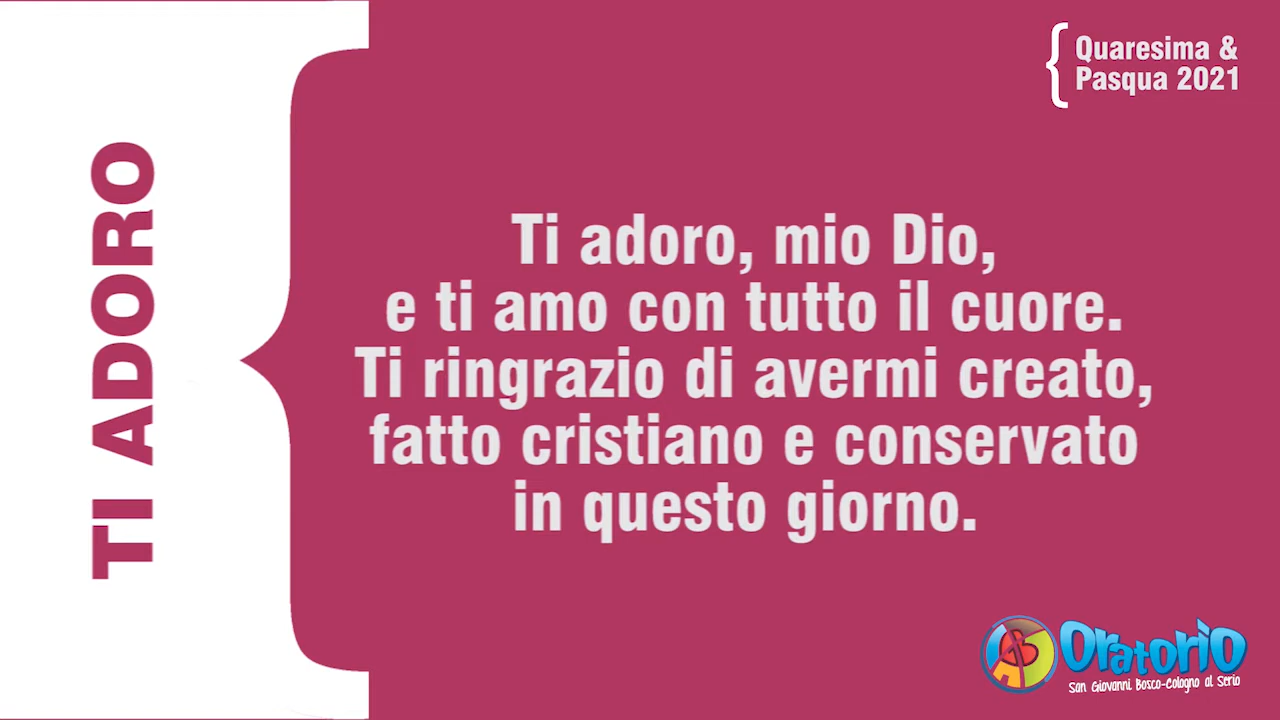 TI ADORO
Quaresima &
Pasqua 2021
Ti adoro, mio Dio,
e ti amo con tutto il cuore.
Ti ringrazio di avermi creato,
fatto cristiano e conservato
in questo giorno.
Oratorio
San Giovanni Bosco-Cologno al Serio